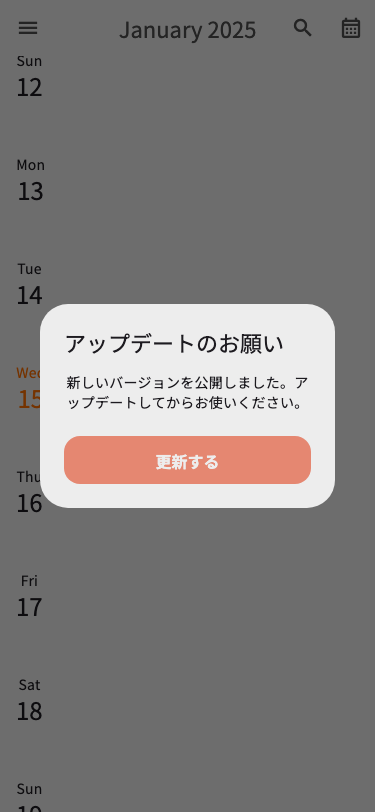 January 2025
Sun
12
Mon
13
Tue
14
アップデートのお願い
新しいバージョンを公開しました。ア
ップデートしてからお使いください。
更新する
Wed
15
Thu
16
Fri
17
Sat
18
Sun
19